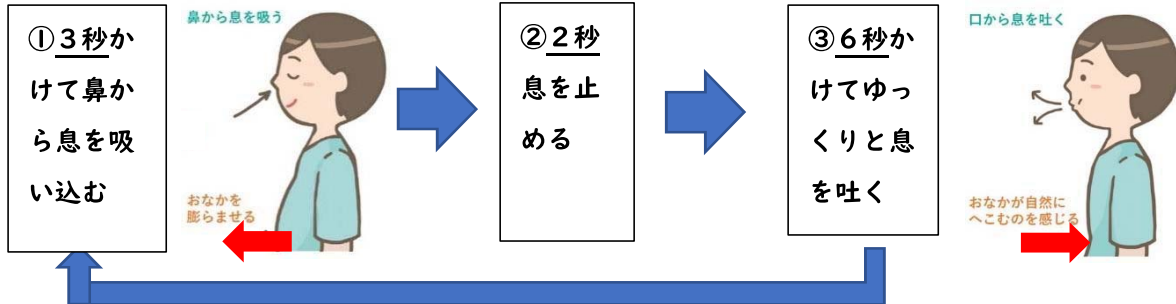 ①3秒か
けて鼻か
ら息を吸
い込む
鼻から息を吸う
おなかを
膨らませる
②2秒
息を止
める
③6秒か
けてゆっ
くりと息
を吐く
口から息を吐く
おなかが自然に
へこむのを感じる